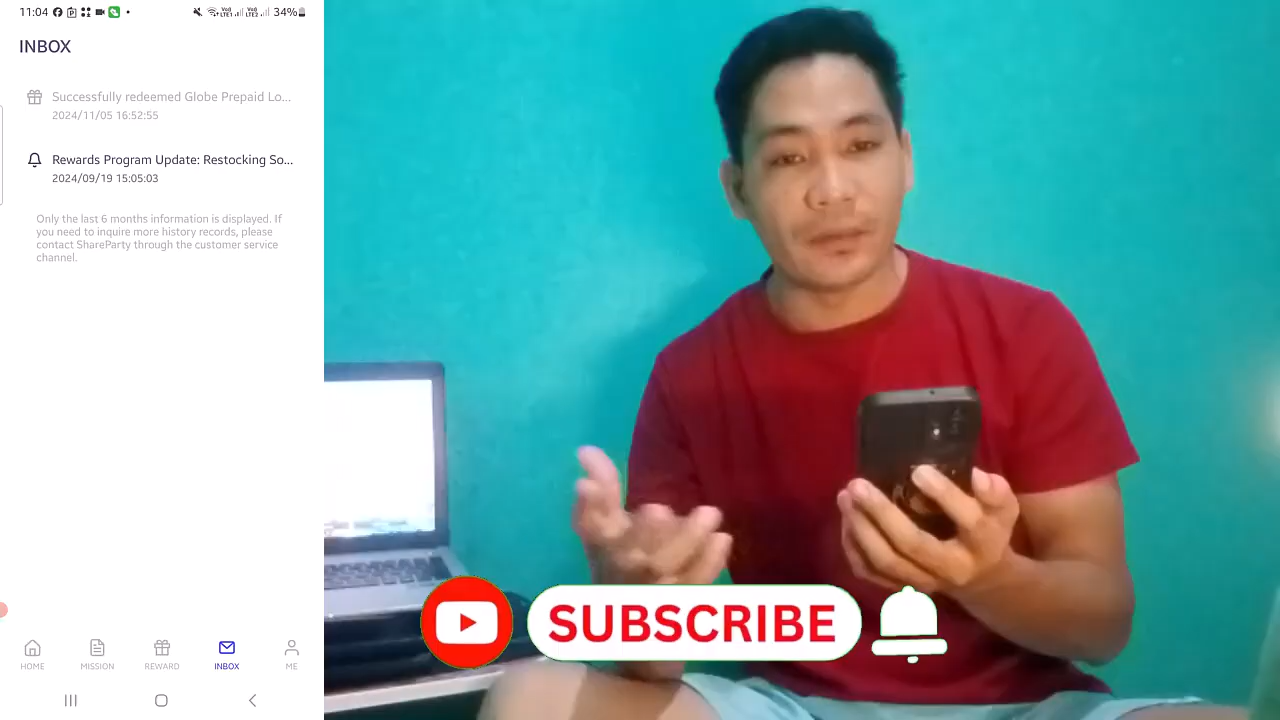 11:04
34%
INBOX
Successfully redeemed Globe Prepaid Lo...
2024/11/05 16:52:55
Rewards Program Update: Restocking So...
2024/09/19 15:05:03
Only the last 6 months information is displayed. If
you need to inquire more history records, please
contact ShareParty through the customer service
channel.
SUBSCRIBE
HOME
MISSION
REWARD
INBOX
ME